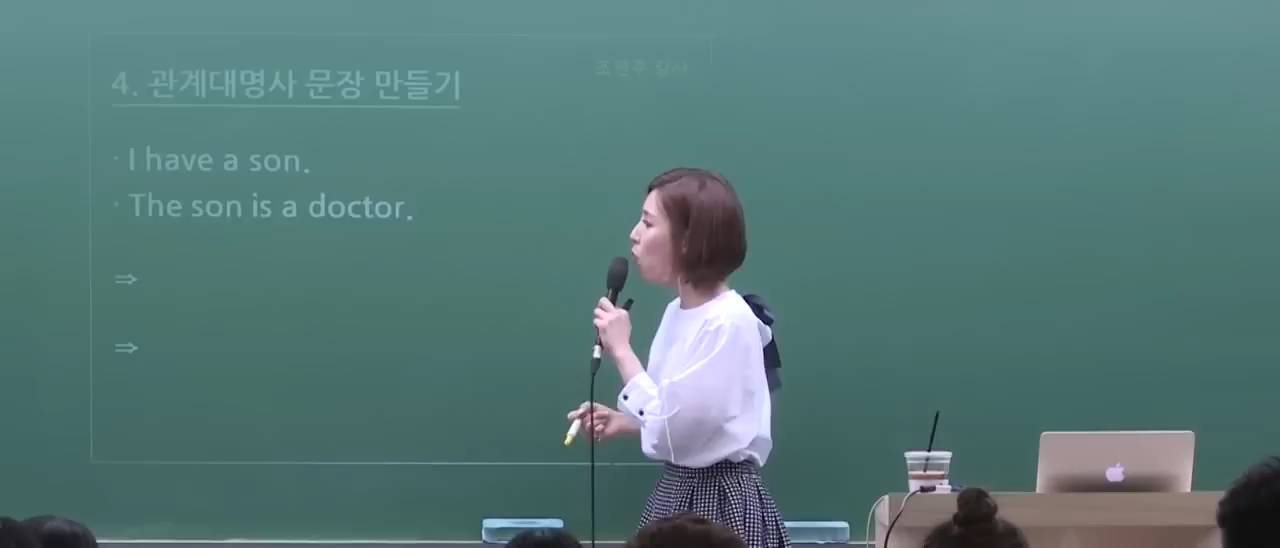 4. 관계대명사 문장 만들기
· I have a son.
· The son is a doctor.
⇒
⇒